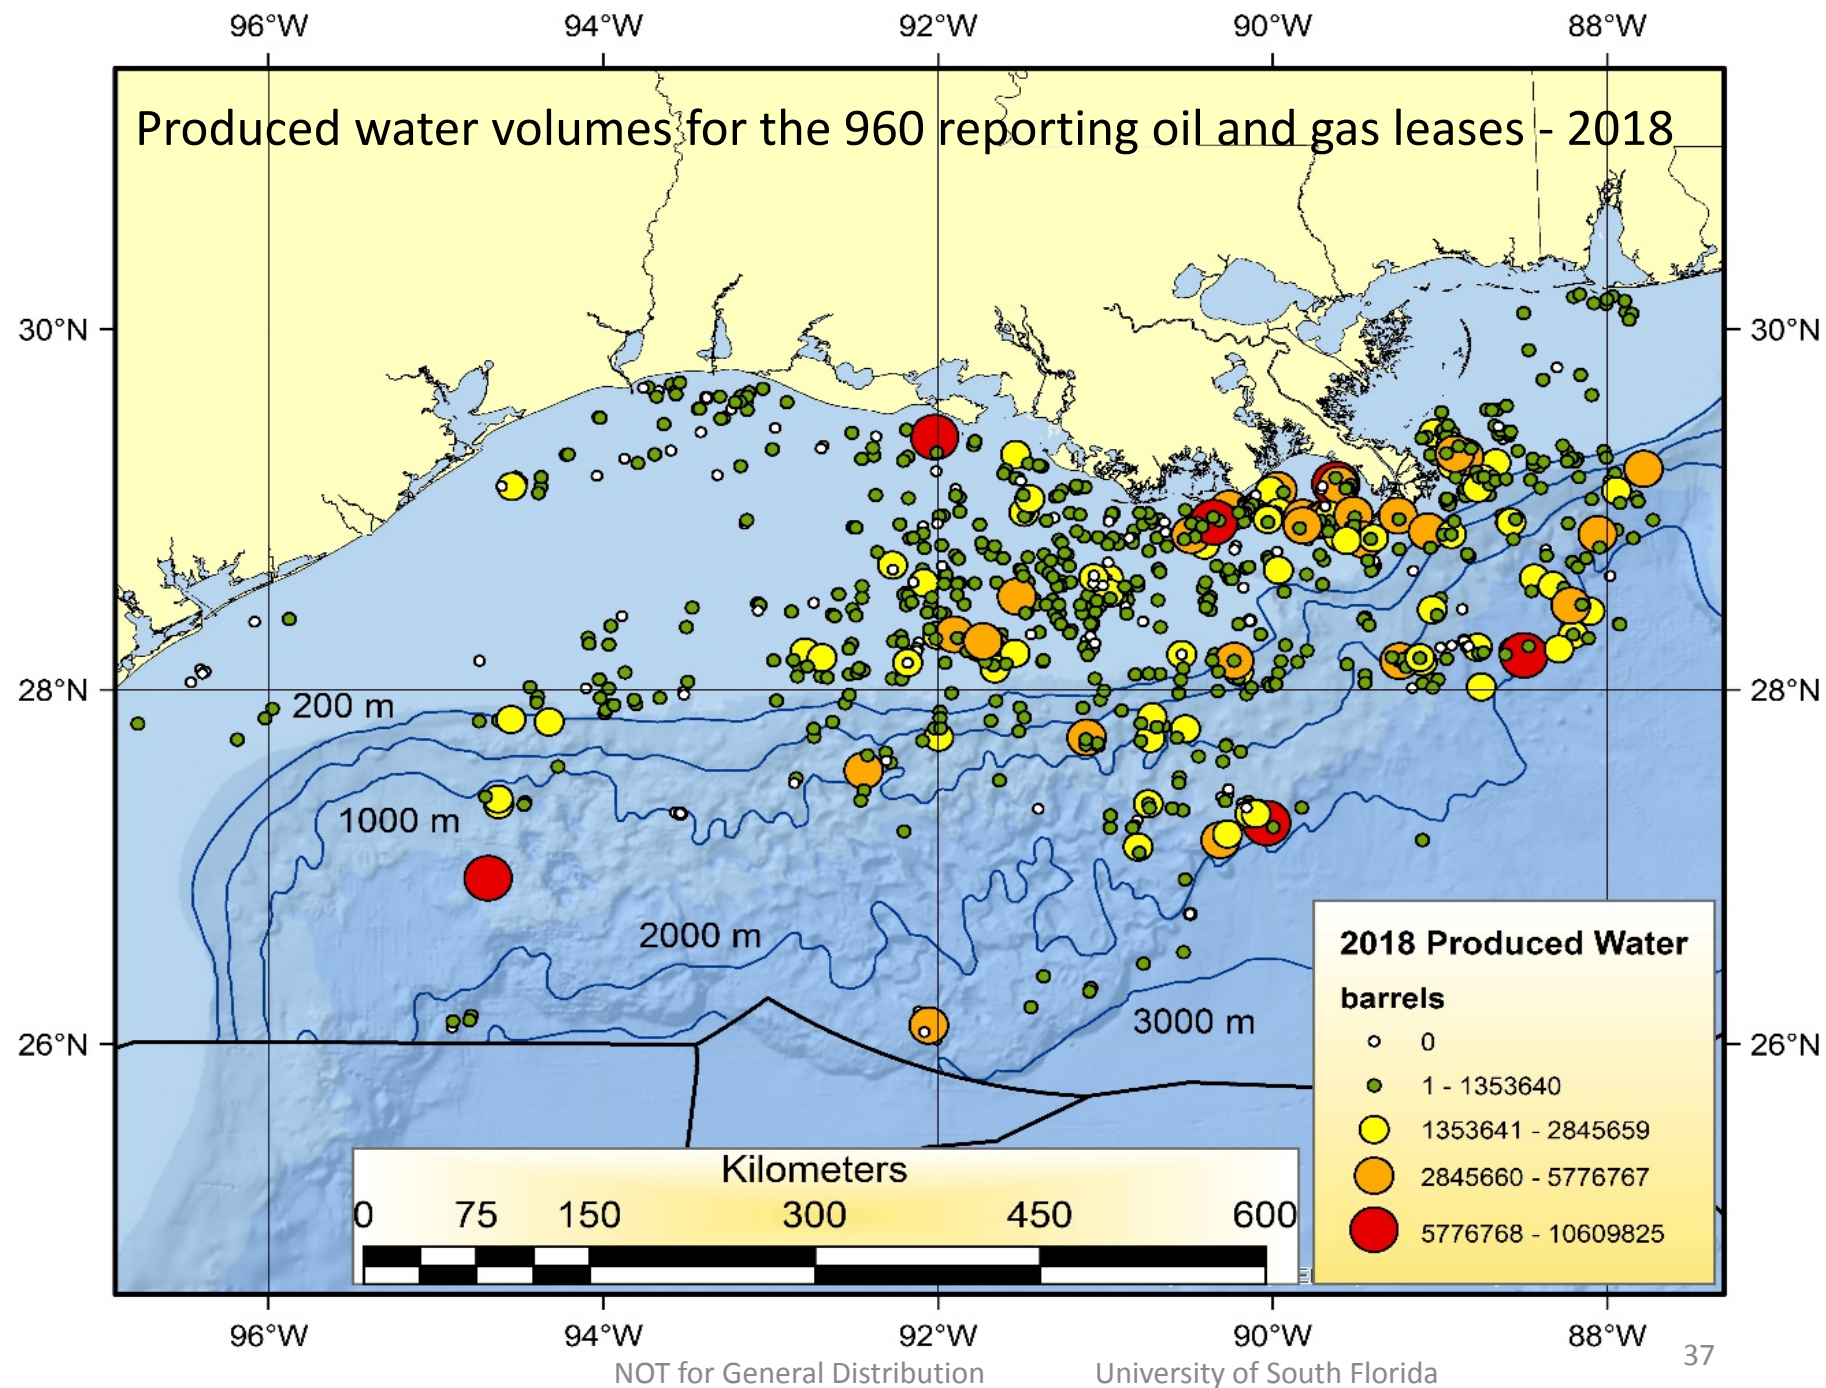 96°W 94°W 92°W 90°W 88°W
Produced water volumes for the 960 reporting oil and gas leases - 2018
30°N 30°N
28°N 28°N
200 m
1000 m
2000 m
3000 m
26°N 26°N
2018 Produced Water
barrels
0
1 - 1353640
1353641 - 2845659
2845660 - 5776767
5776768 - 10609825
Kilometers
0 75 150 300 450 600
96°W 94°W 92°W 90°W 88°W
NOT for General Distribution University of South Florida
37